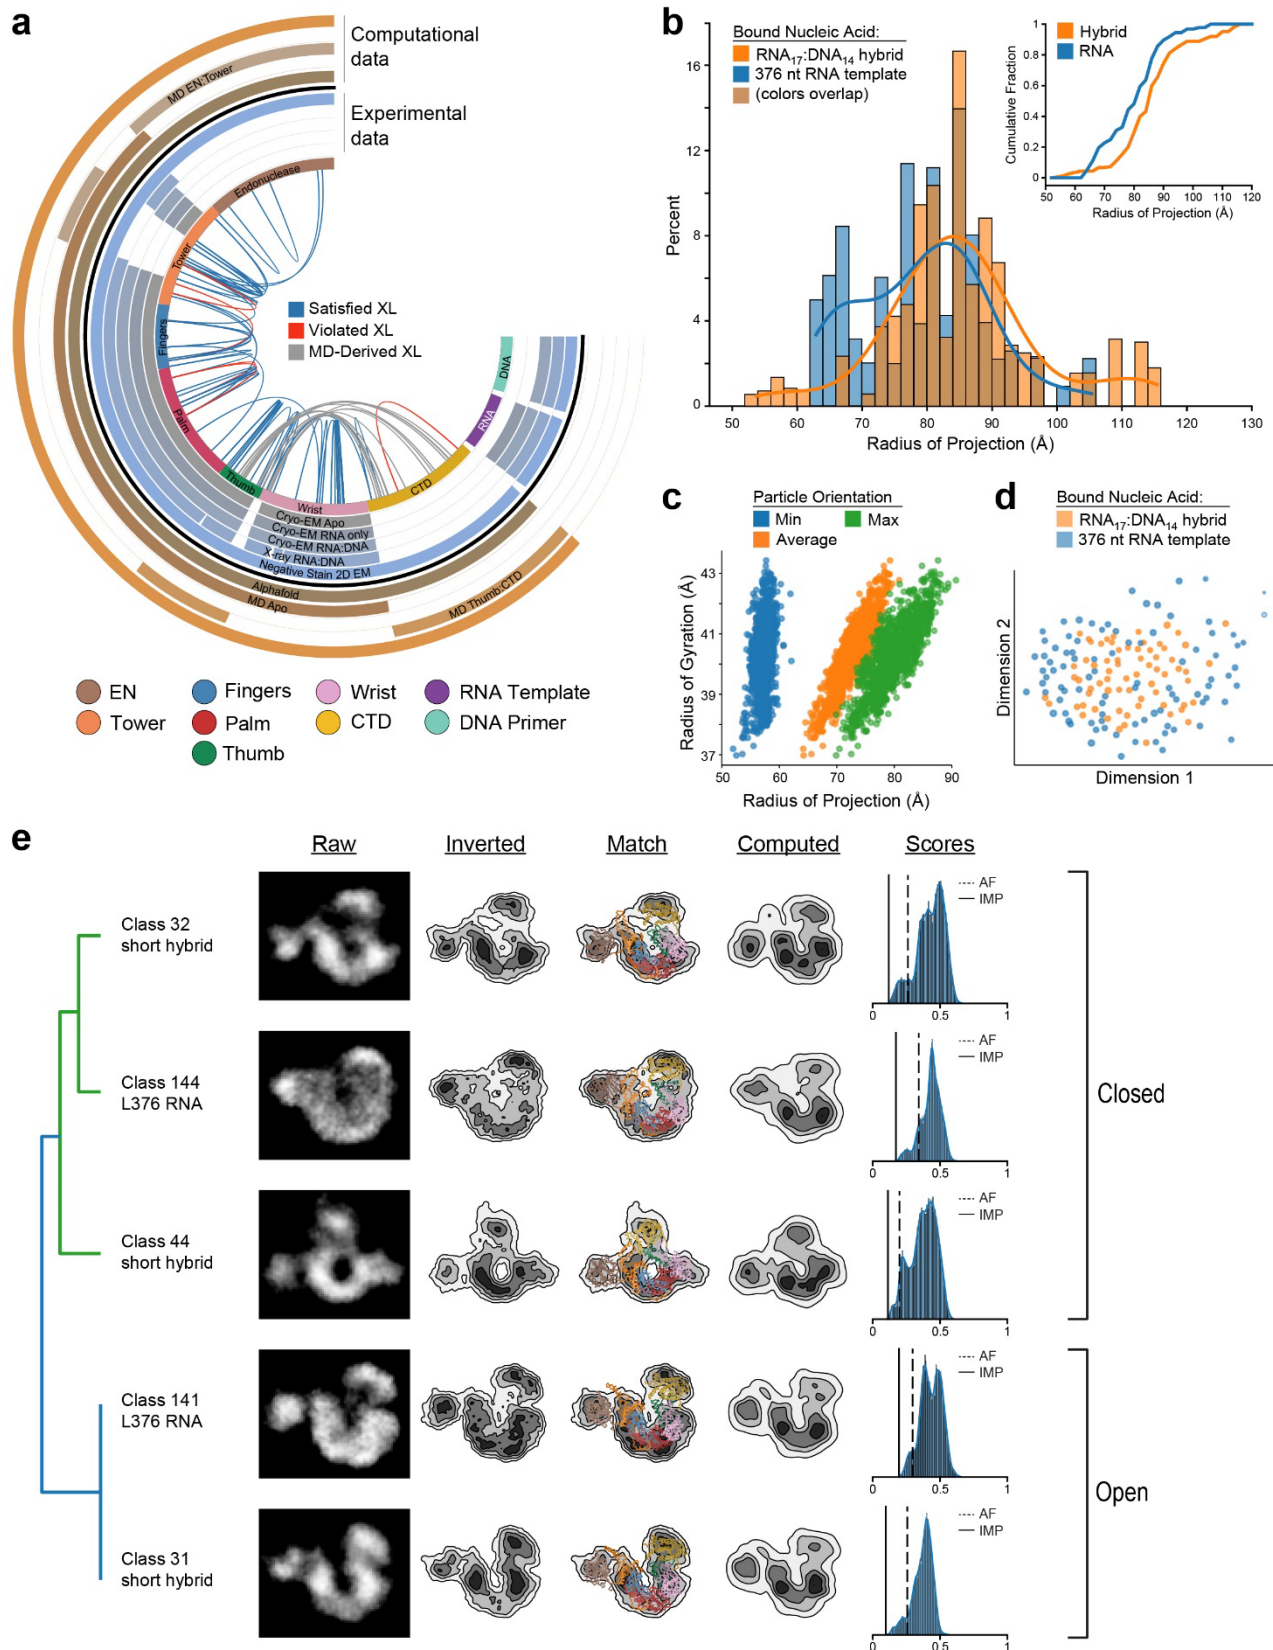 a
Computational
data
Experimental
data
MD EN:Tower
Endonuclease
Tower
Fingers
Palm
Thumb
Wrist
CTD
RNA
DNA
Satisfied XL
Violated XL
MD-Derived XL
Cryo-EM Apo
Cryo-EM RNA only
Cryo-EM RNA:DNA
X-ray RNA:DNA
Negative Stain 2D EM
Alphafold
MD Apo
MD Thumb:CTD
EN
Fingers
Wrist
RNA Template
Tower
Palm
CTD
DNA Primer
Thumb
b
Bound Nucleic Acid:
RNA₁₇:DNA₁₄ hybrid
376 nt RNA template
(colors overlap)
Percent
16
12
8
4
0
50 60 70 80 90 100 110 120 130
Radius of Projection (Å)
Hybrid
RNA
Cumulative Fraction
1
0.8
0.6
0.4
0.2
0
50 60 70 80 90 100 110 120
Radius of Projection (Å)
c
Particle Orientation
Min
Max
Average
Radius of Gyration (Å)
43
41
39
37
50 60 70 80 90
Radius of Projection (Å)
d
Bound Nucleic Acid:
RNA₁₇:DNA₁₄ hybrid
376 nt RNA template
Dimension 2
Dimension 1
e
Raw Inverted Match Computed Scores
Class 32
short hybrid
AF
IMP
0 0.5 1
Class 144
L376 RNA
AF
IMP
0 0.5 1
Closed
Class 44
short hybrid
AF
IMP
0 0.5 1
Class 141
L376 RNA
AF
IMP
0 0.5 1
Open
Class 31
short hybrid
AF
IMP
0 0.5 1